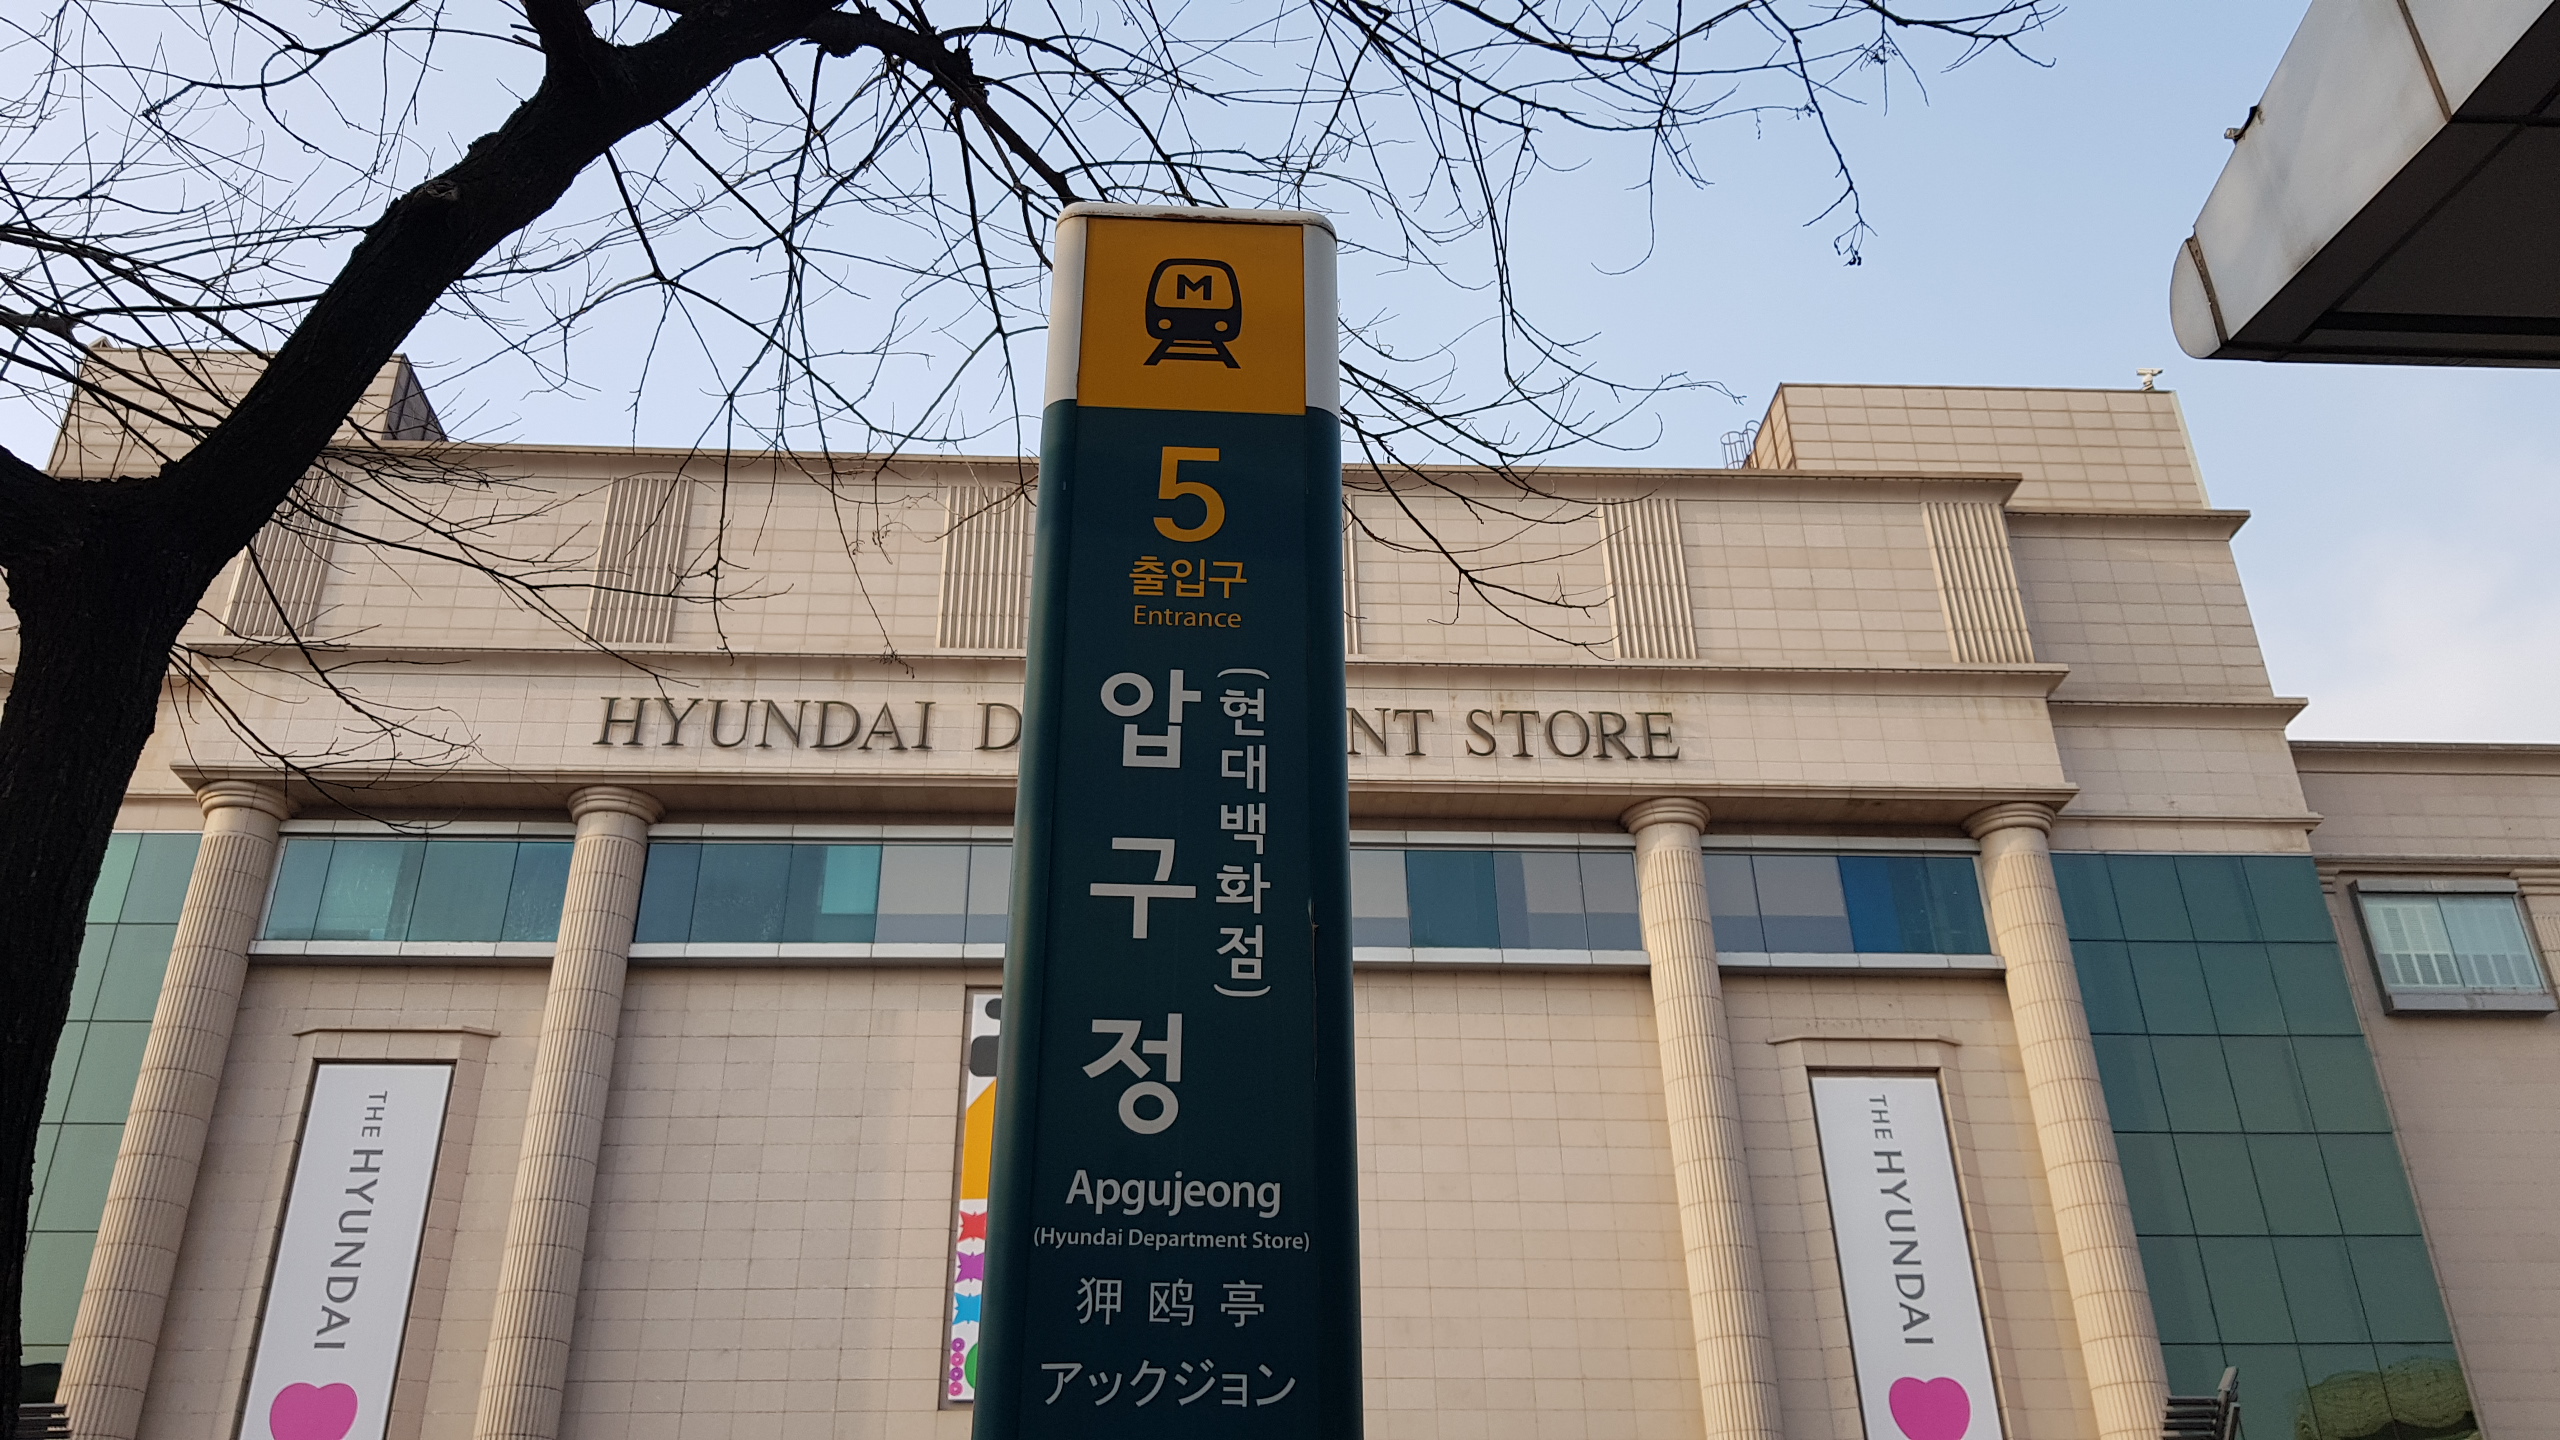 M
5
출입구
Entrance
압구정
(현대백화점)
Apgujeong
(Hyundai Department Store)
狎鸥亭
アックジョン
HYUNDAI D NT STORE
THE HYUNDAI
THE HYUNDAI